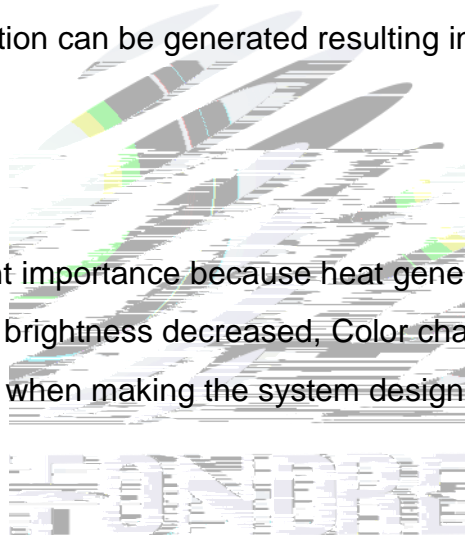 tion can be generated resulting in
nt importance because heat gene
brightness decreased, Color cha
when making the system design